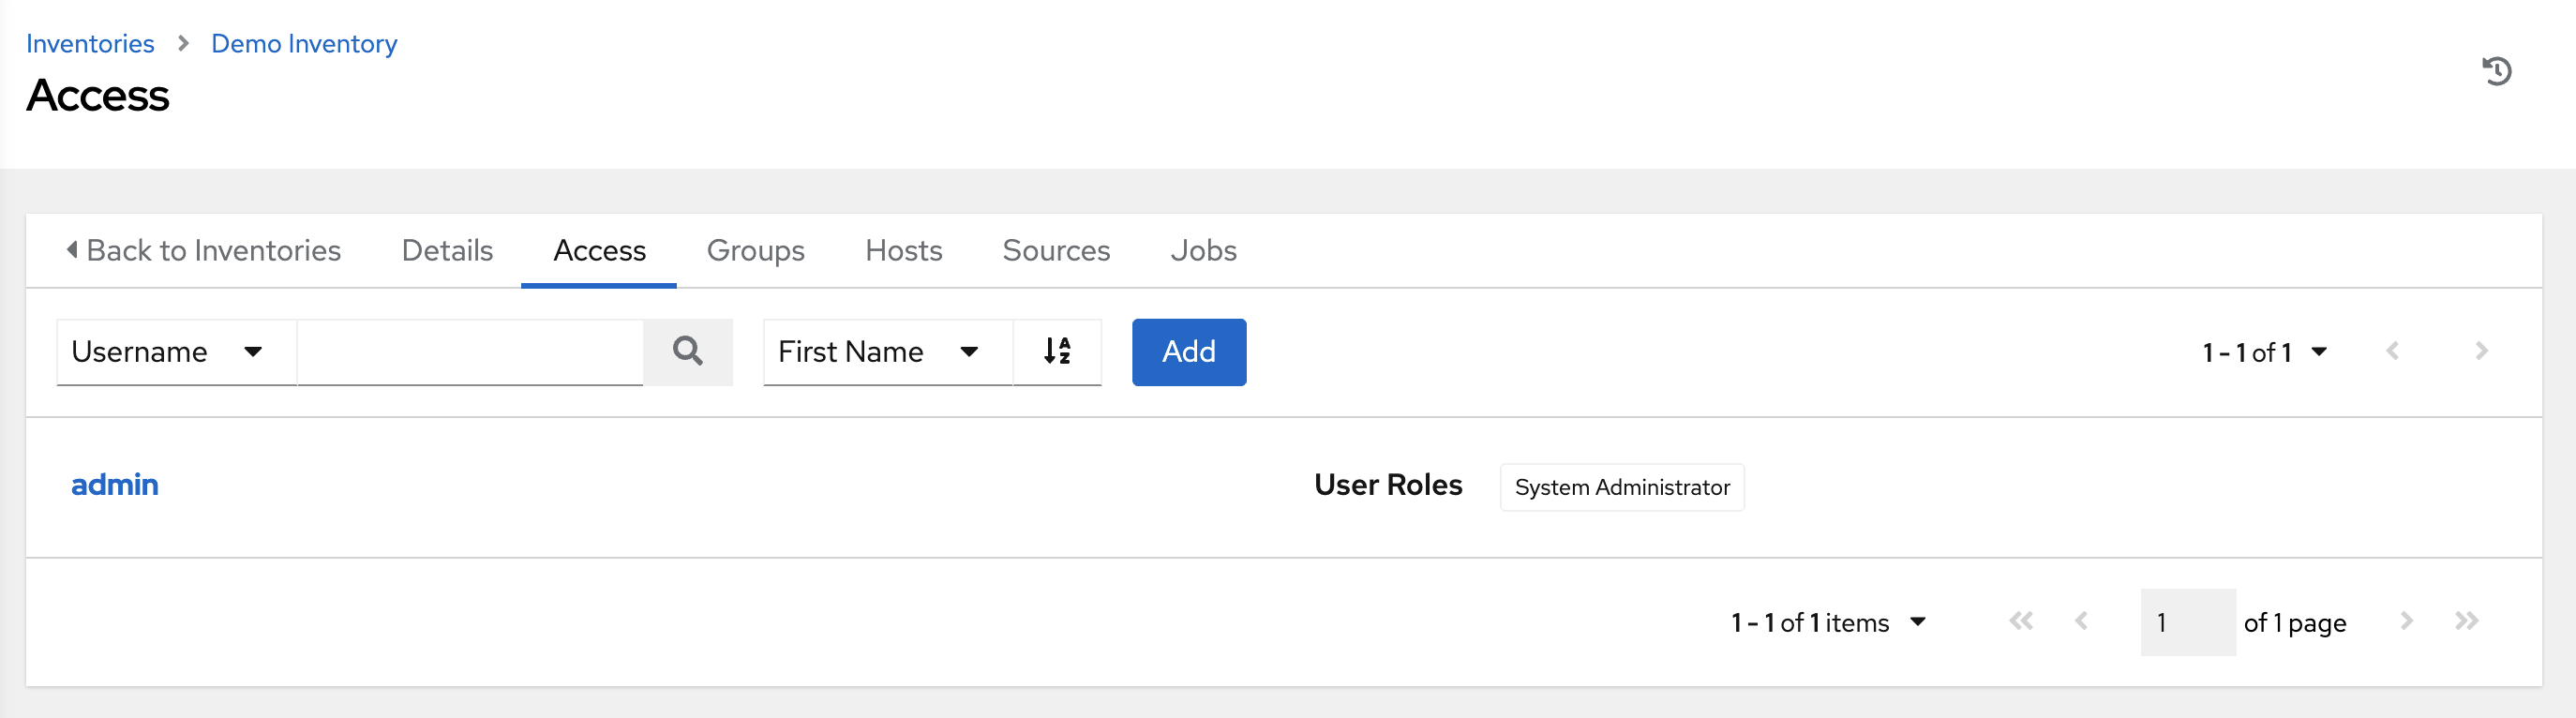 Inventories > Demo Inventory
Access
Back to Inventories Details Access Groups Hosts Sources Jobs
Username First Name Add 1 - 1 of 1
admin User Roles System Administrator
1 - 1 of 1 items 1 of 1 page